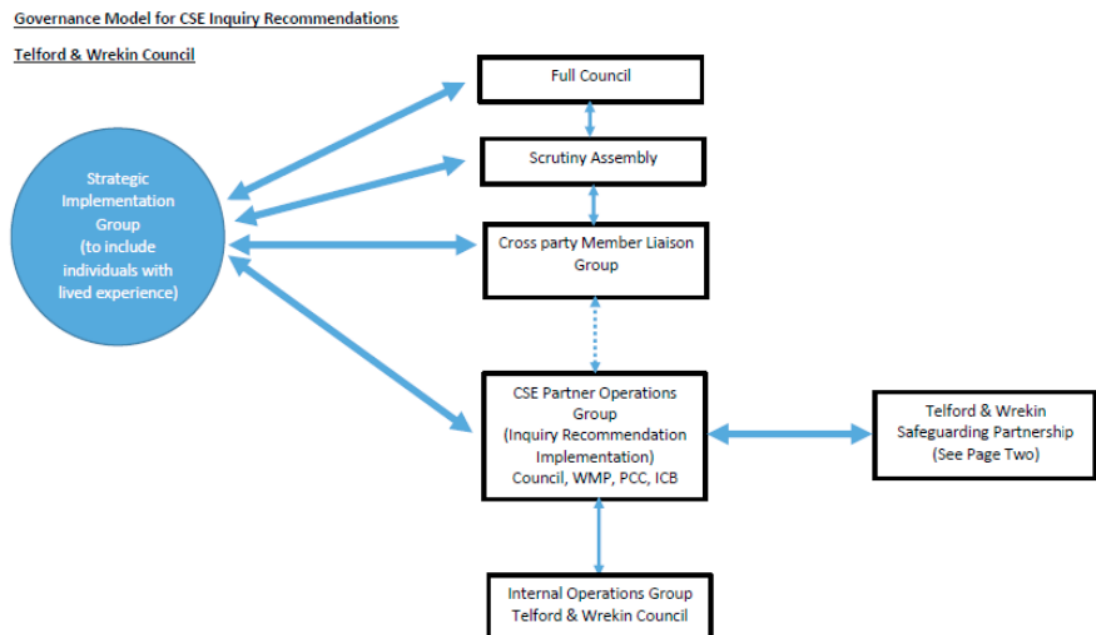 Governance Model for CSE Inquiry Recommendations
Telford & Wrekin Council
Full Council
Scrutiny Assembly
Strategic
Implementation
Group
(to include
individuals with
lived experience)
Cross party Member Liaison
Group
CSE Partner Operations
Group
(Inquiry Recommendation
Implementation)
Council, WMP, PCC, ICB
Telford & Wrekin
Safeguarding Partnership
(See Page Two)
Internal Operations Group
Telford & Wrekin Council